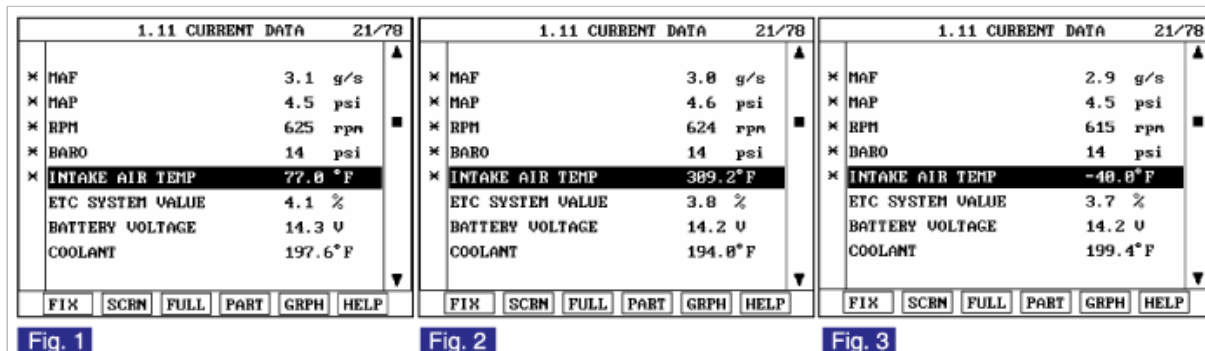 1.11 CURRENT DATA 21/78
* MAF 3.1 g/s
* MAP 4.5 psi
* RPM 625 rpm
* BARO 14 psi
* INTAKE AIR TEMP 77.0 °F
ETC SYSTEM VALUE 4.1 %
BATTERY VOLTAGE 14.3 V
COOLANT 197.6°F
FIX SCRN FULL PART GRPH HELP
Fig. 1
1.11 CURRENT DATA 21/78
* MAF 3.0 g/s
* MAP 4.6 psi
* RPM 624 rpm
* BARO 14 psi
* INTAKE AIR TEMP 309.2°F
ETC SYSTEM VALUE 3.8 %
BATTERY VOLTAGE 14.2 V
COOLANT 194.0°F
FIX SCRN FULL PART GRPH HELP
Fig. 2
1.11 CURRENT DATA 21/78
* MAF 2.9 g/s
* MAP 4.5 psi
* RPM 615 rpm
* BARO 14 psi
* INTAKE AIR TEMP -40.0°F
ETC SYSTEM VALUE 3.7 %
BATTERY VOLTAGE 14.2 V
COOLANT 199.4°F
FIX SCRN FULL PART GRPH HELP
Fig. 3